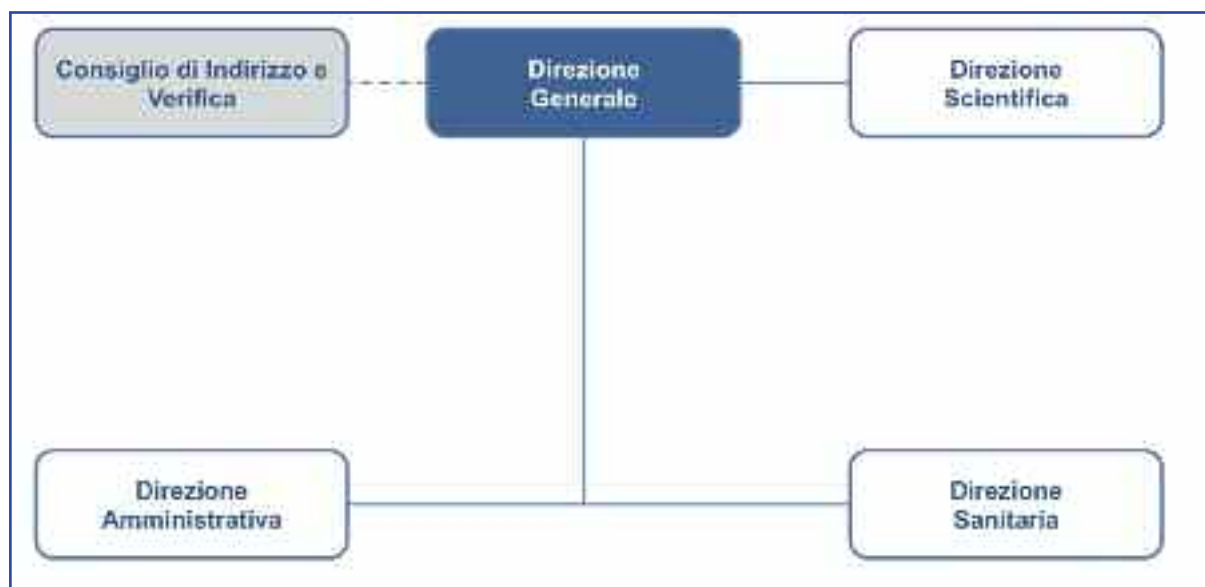 Consiglio di Indirizzo e
Verifica
Direzione
Generale
Direzione
Scientifica
Direzione
Amministrativa
Direzione
Sanitaria